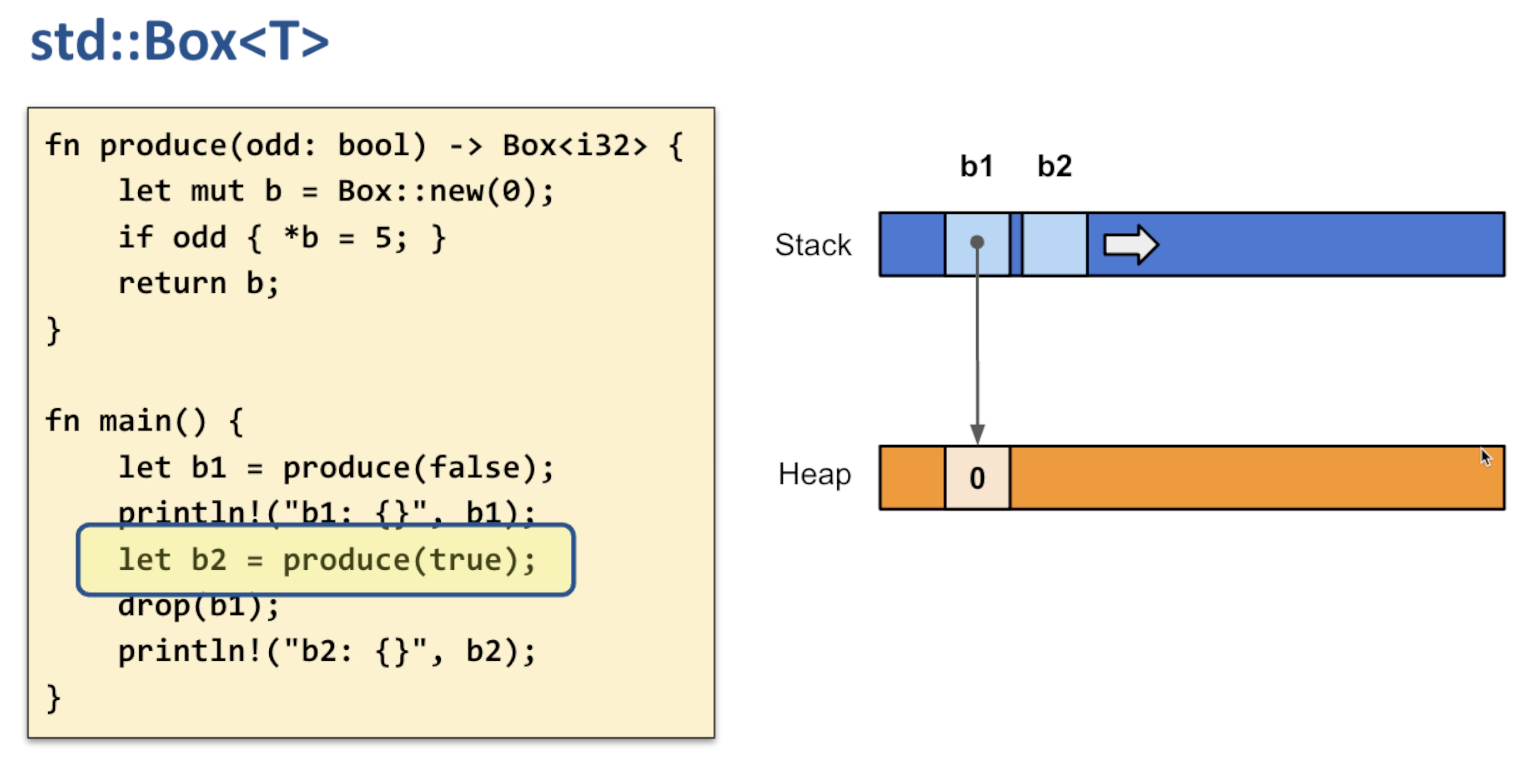 std::Box<T>
fn produce(odd: bool) -> Box<i32> {
    let mut b = Box::new(0);
    if odd { *b = 5; }
    return b;
}
fn main() {
    let b1 = produce(false);
    println!("b1: {}", b1);
    let b2 = produce(true);
    drop(b1);
    println!("b2: {}", b2);
}
b1 b2
Stack
Heap
0